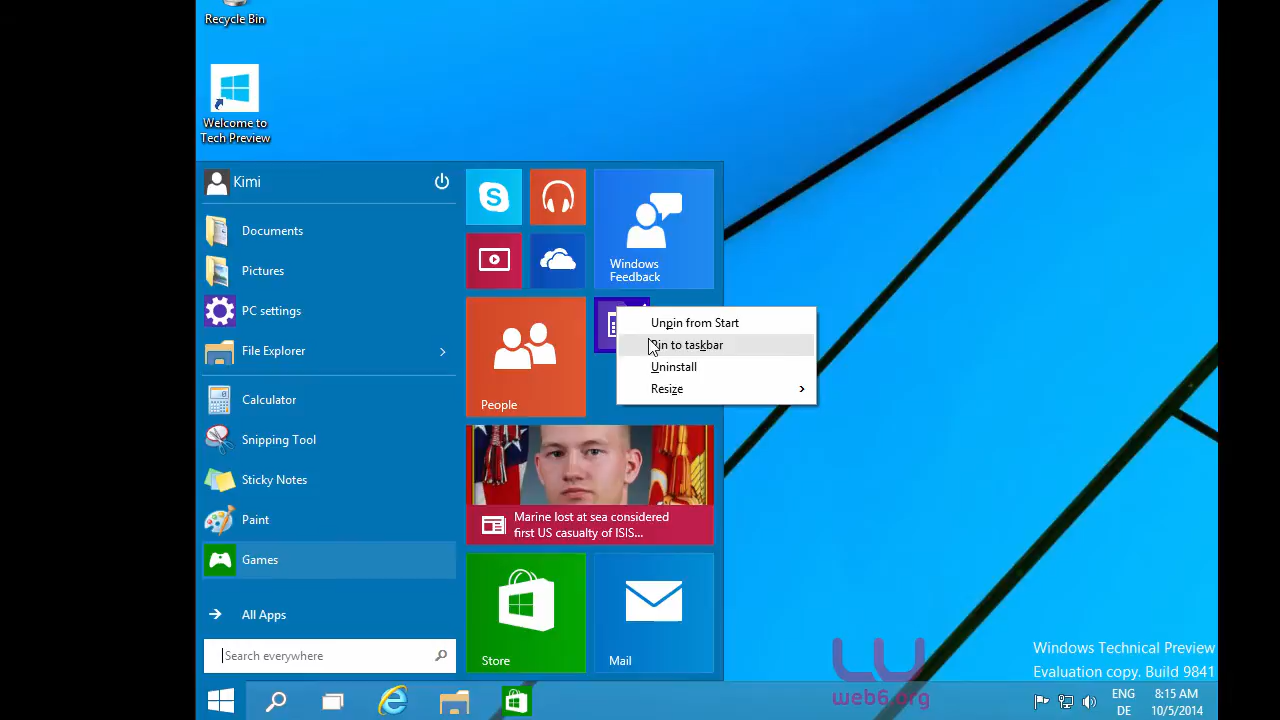 Recycle Bin
Welcome to
Tech Preview
Kimi
Documents
Pictures
PC settings
File Explorer
Calculator
Snipping Tool
Sticky Notes
Paint
Games
All Apps
Search everywhere
Windows
Feedback
People
Unpin from Start
Pin to taskbar
Uninstall
Resize
Marine lost at sea considered
first US casualty of ISIS...
Store
Mail
Windows Technical Preview
Evaluation copy. Build 9841
web6.org
ENG
DE
8:15 AM
10/5/2014